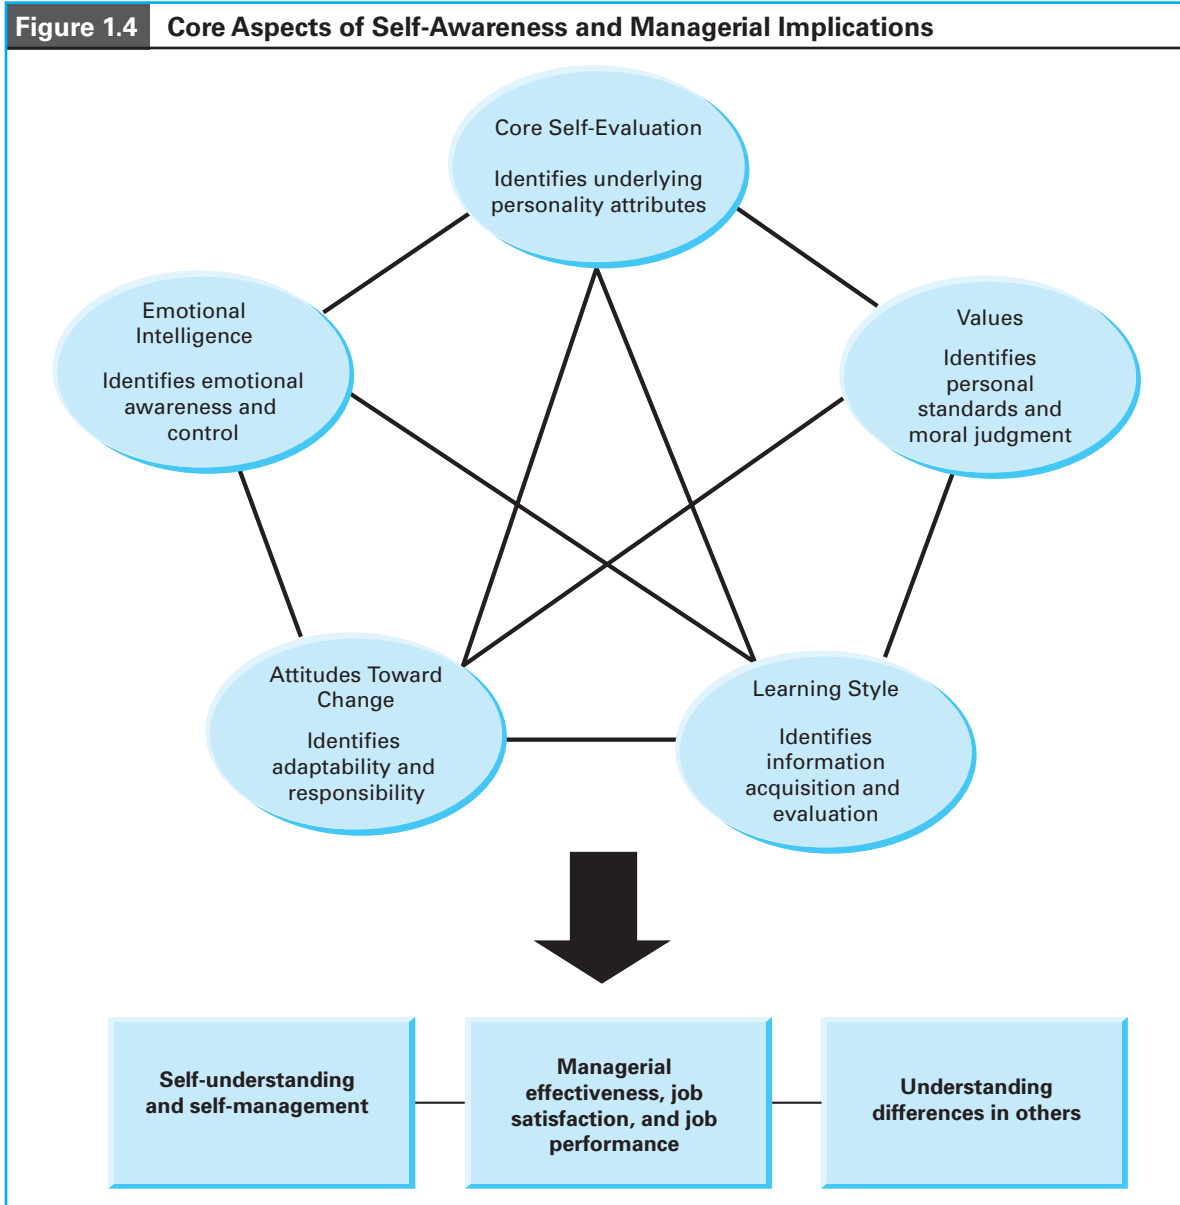 Figure 1.4 Core Aspects of Self-Awareness and Managerial Implications
Core Self-Evaluation
Identifies underlying
personality attributes
Emotional
Intelligence
Identifies emotional
awareness and
control
Values
Identifies
personal
standards and
moral judgment
Attitudes Toward
Change
Identifies
adaptability and
responsibility
Learning Style
Identifies
information
acquisition and
evaluation
Self-understanding
and self-management
Managerial
effectiveness, job
satisfaction, and job
performance
Understanding
differences in others